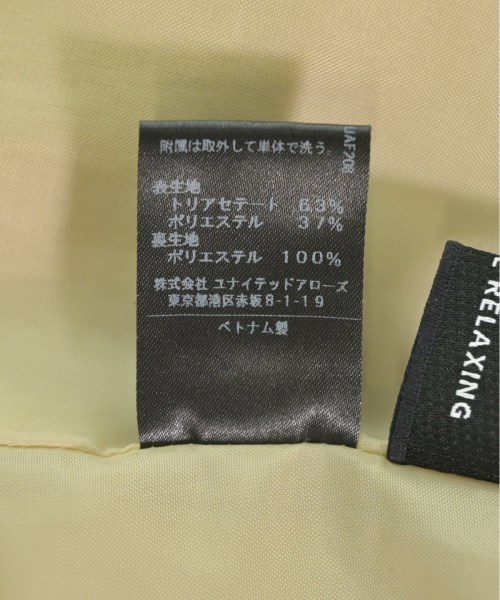 附属は取外して単体で洗う。
表生地
トリアセテート 63%
ポリエステル 37%
裏生地
ポリエステル 100%
株式会社 ユナイテッドアローズ
東京都港区赤坂8-1-19
ベトナム製
UAF208
RELAXING